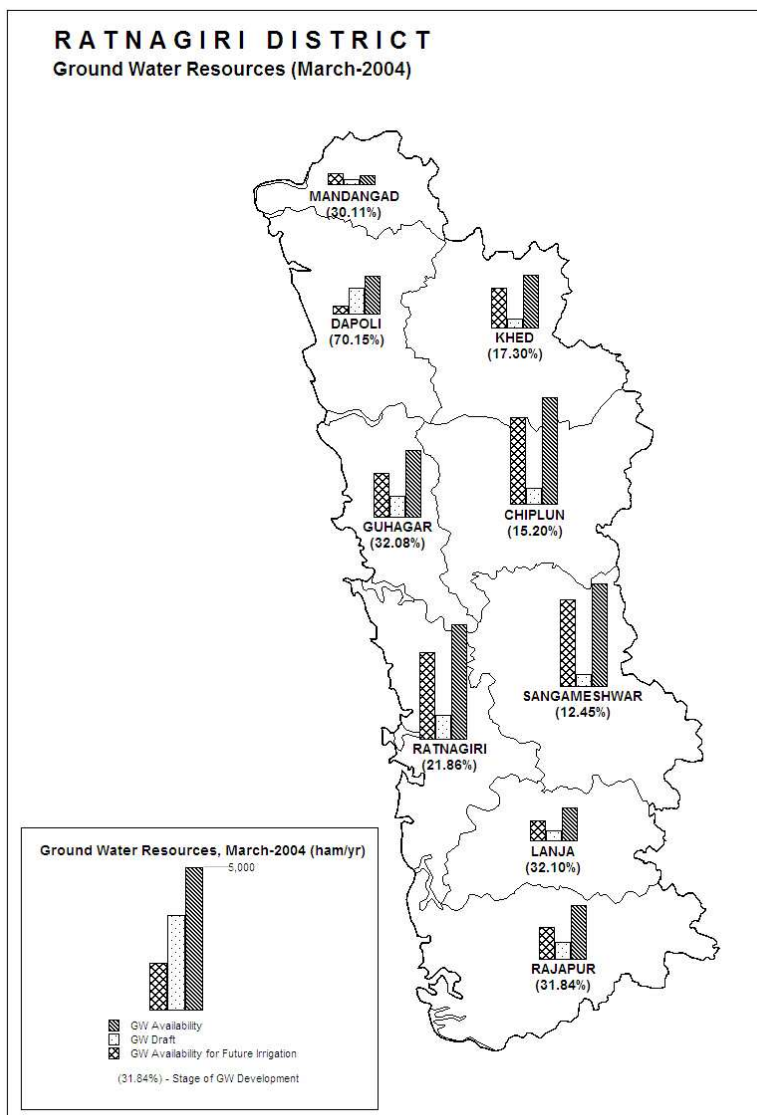 RATNAGIRI DISTRICT
Ground Water Resources (March-2004)
MANDANGAD
(30.11%)
DAPOLI
(70.15%)
KHED
(17.30%)
CHIPLUN
(15.20%)
GUHAGAR
(32.08%)
SANGAMESHWAR
(12.45%)
RATNAGIRI
(21.86%)
LANJA
(32.10%)
RAJAPUR
(31.84%)
Ground Water Resources, March-2004 (ham/yr)
5,000
GW Availability
GW Draft
GW Availability for Future Irrigation
(31.84%) - Stage of GW Development